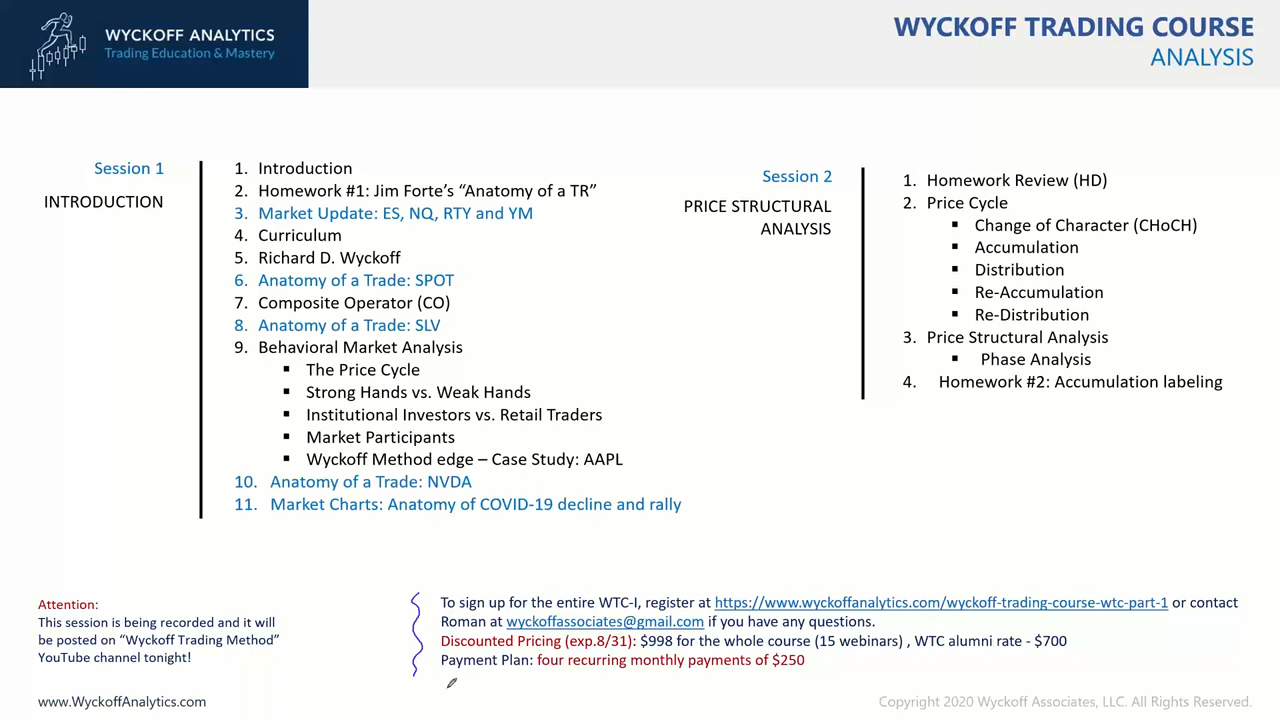 WYCKOFF ANALYTICS
Trading Education & Mastery
WYCKOFF TRADING COURSE
ANALYSIS
Session 1
INTRODUCTION
1. Introduction
2. Homework #1: Jim Forte’s “Anatomy of a TR”
3. Market Update: ES, NQ, RTY and YM
4. Curriculum
5. Richard D. Wyckoff
6. Anatomy of a Trade: SPOT
7. Composite Operator (CO)
8. Anatomy of a Trade: SLV
9. Behavioral Market Analysis
▪ The Price Cycle
▪ Strong Hands vs. Weak Hands
▪ Institutional Investors vs. Retail Traders
▪ Market Participants
▪ Wyckoff Method edge – Case Study: AAPL
10. Anatomy of a Trade: NVDA
11. Market Charts: Anatomy of COVID-19 decline and rally
Session 2
PRICE STRUCTURAL
ANALYSIS
1. Homework Review (HD)
2. Price Cycle
▪ Change of Character (CHoCH)
▪ Accumulation
▪ Distribution
▪ Re-Accumulation
▪ Re-Distribution
3. Price Structural Analysis
▪ Phase Analysis
4. Homework #2: Accumulation labeling
Attention:
This session is being recorded and it will
be posted on “Wyckoff Trading Method”
YouTube channel tonight!
To sign up for the entire WTC-I, register at https://www.wyckoffanalytics.com/wyckoff-trading-course-wtc-part-1 or contact
Roman at wyckoffassociates@gmail.com if you have any questions.
Discounted Pricing (exp.8/31): $998 for the whole course (15 webinars) , WTC alumni rate - $700
Payment Plan: four recurring monthly payments of $250
www.WyckoffAnalytics.com
Copyright 2020 Wyckoff Associates, LLC. All Rights Reserved.